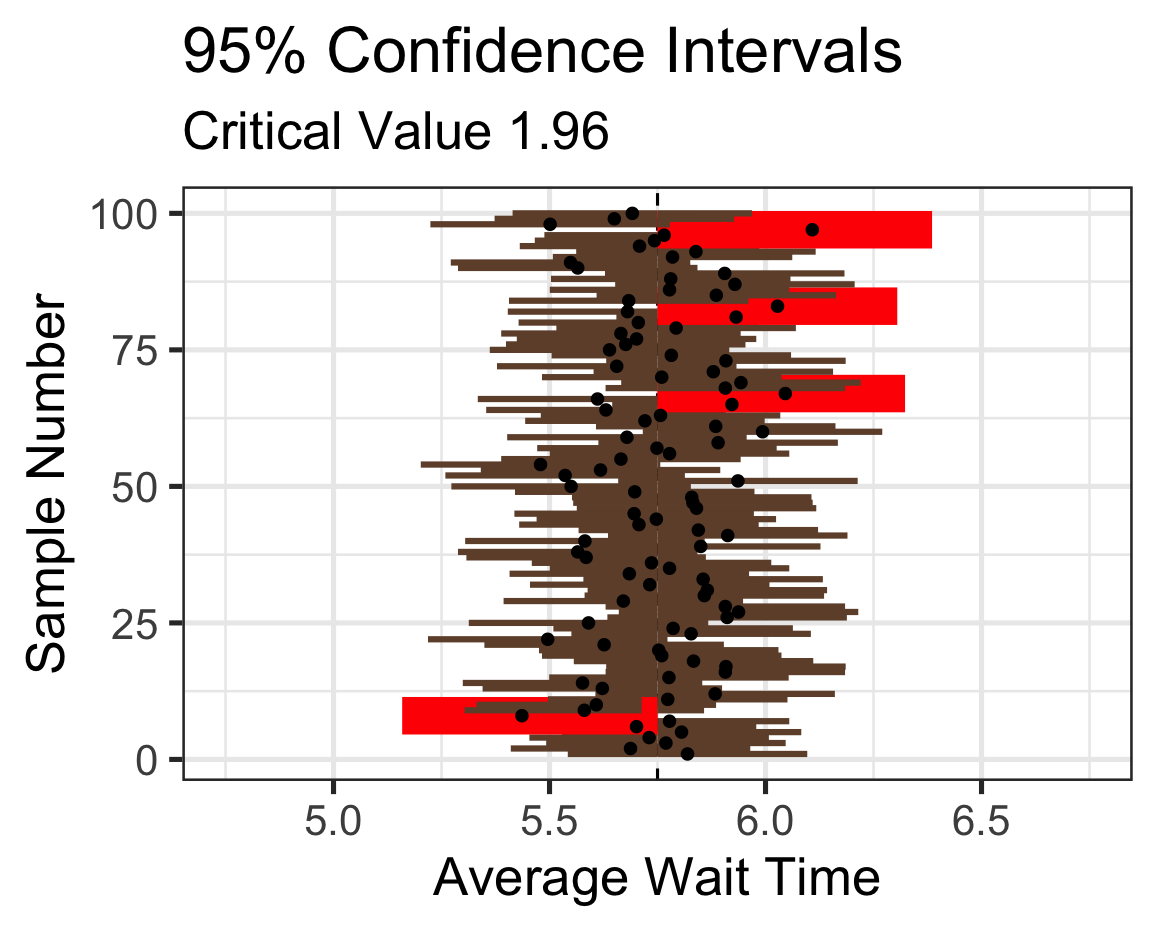 95% Confidence Intervals
Critical Value 1.96
Sample Number
100
75
50
25
0
5.0 5.5 6.0 6.5
Average Wait Time